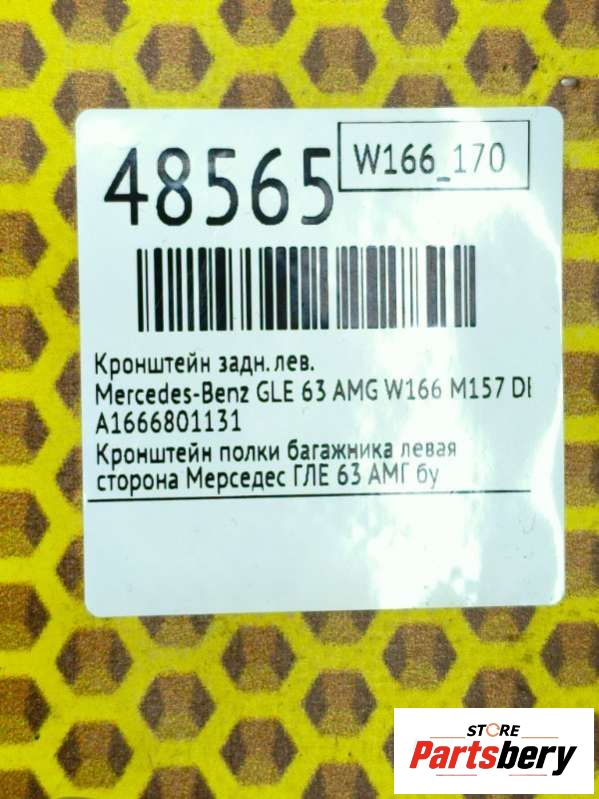 48565
W166_170
Кронштейн задн. лев.
Mercedes-Benz GLE 63 AMG W166 M157 DE
A1666801131
Кронштейн полки багажника левая
сторона Мерседес ГЛЕ 63 АМГ бу
STORE
Partsbery